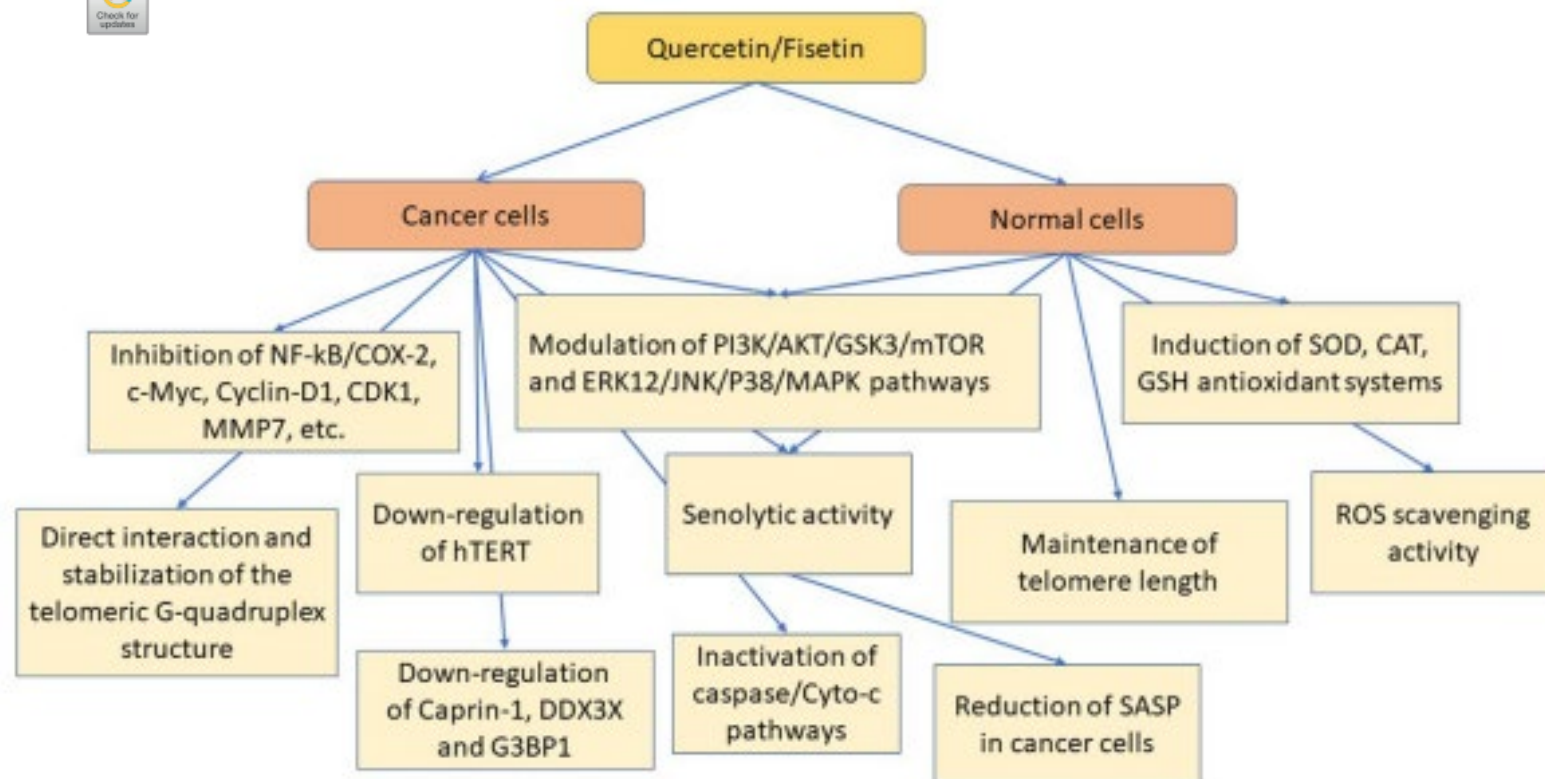 Check for
updates
Quercetin/Fisetin
Cancer cells
Normal cells
Inhibition of NF-kB/COX-2,
c-Myc, Cyclin-D1, CDK1,
MMP7, etc.
Modulation of PI3K/AKT/GSK3/mTOR
and ERK12/JNK/P38/MAPK pathways
Induction of SOD, CAT,
GSH antioxidant systems
Direct interaction and
stabilization of the
telomeric G-quadruplex
structure
Down-regulation
of hTERT
Senolytic activity
Maintenance of
telomere length
ROS scavenging
activity
Down-regulation
of Caprin-1, DDX3X
and G3BP1
Inactivation of
caspase/Cyto-c
pathways
Reduction of SASP
in cancer cells